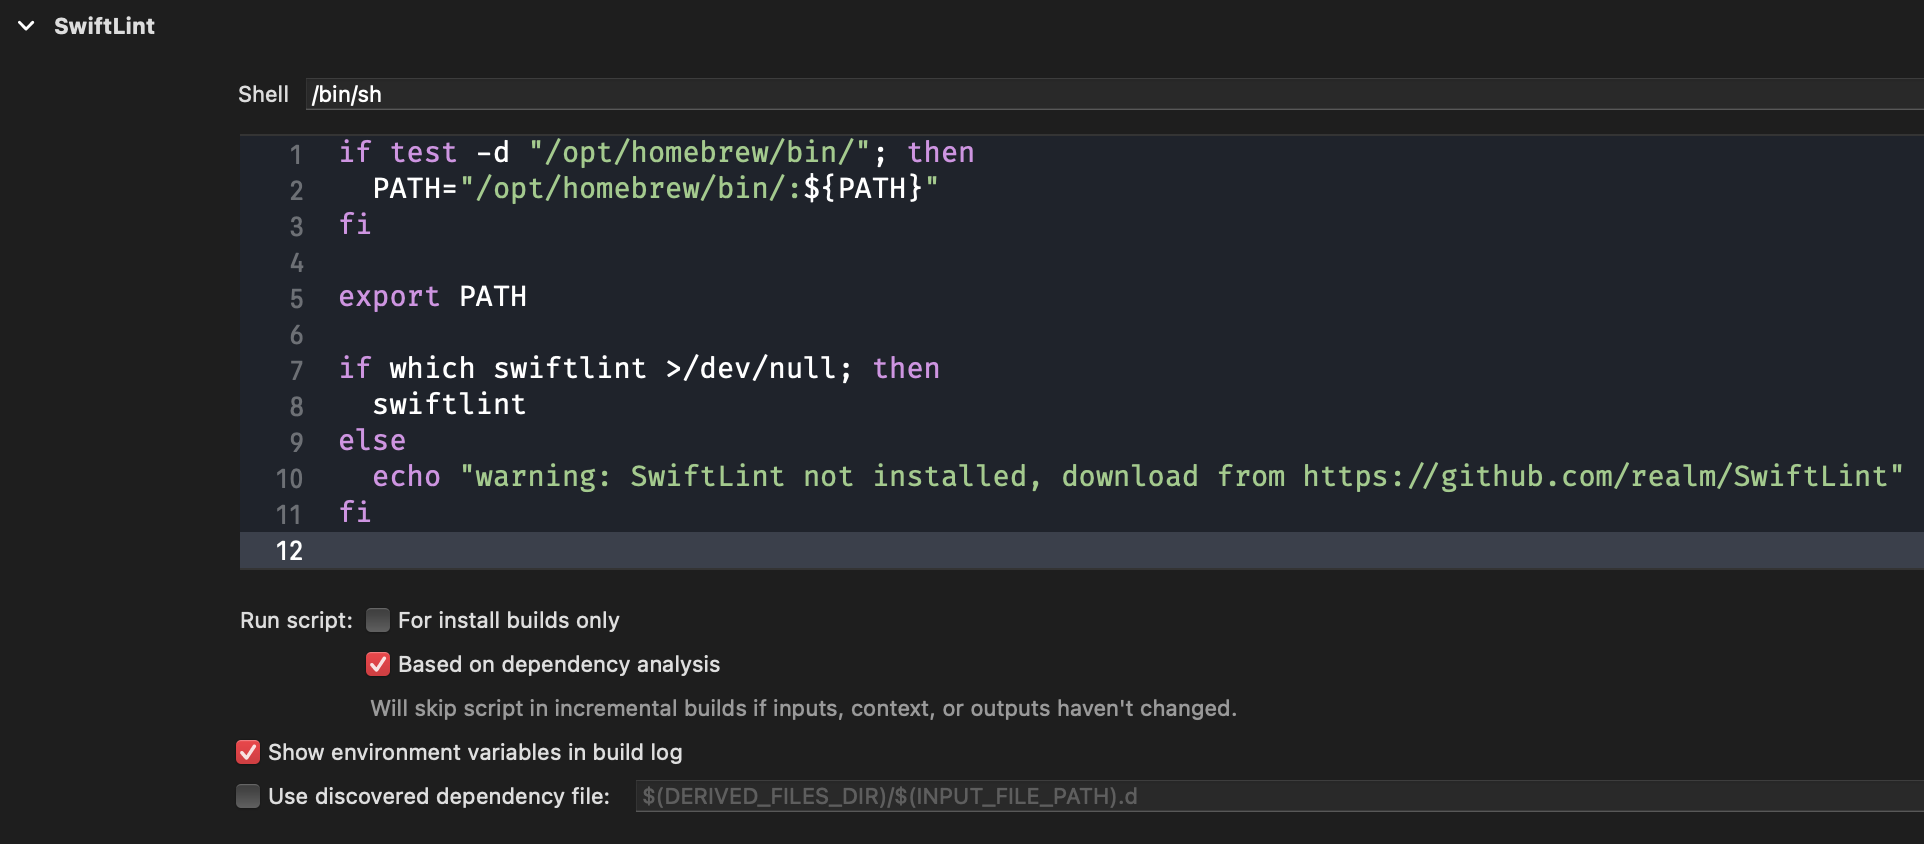 SwiftLint
Shell /bin/sh
1 if test -d "/opt/homebrew/bin/"; then
2   PATH="/opt/homebrew/bin/:${PATH}"
3 fi
4
5 export PATH
6
7 if which swiftlint >/dev/null; then
8   swiftlint
9 else
10   echo "warning: SwiftLint not installed, download from https://github.com/realm/SwiftLint"
11 fi
12
Run script: For install builds only
Based on dependency analysis
Will skip script in incremental builds if inputs, context, or outputs haven't changed.
Show environment variables in build log
Use discovered dependency file: $(DERIVED_FILES_DIR)/$(INPUT_FILE_PATH).d